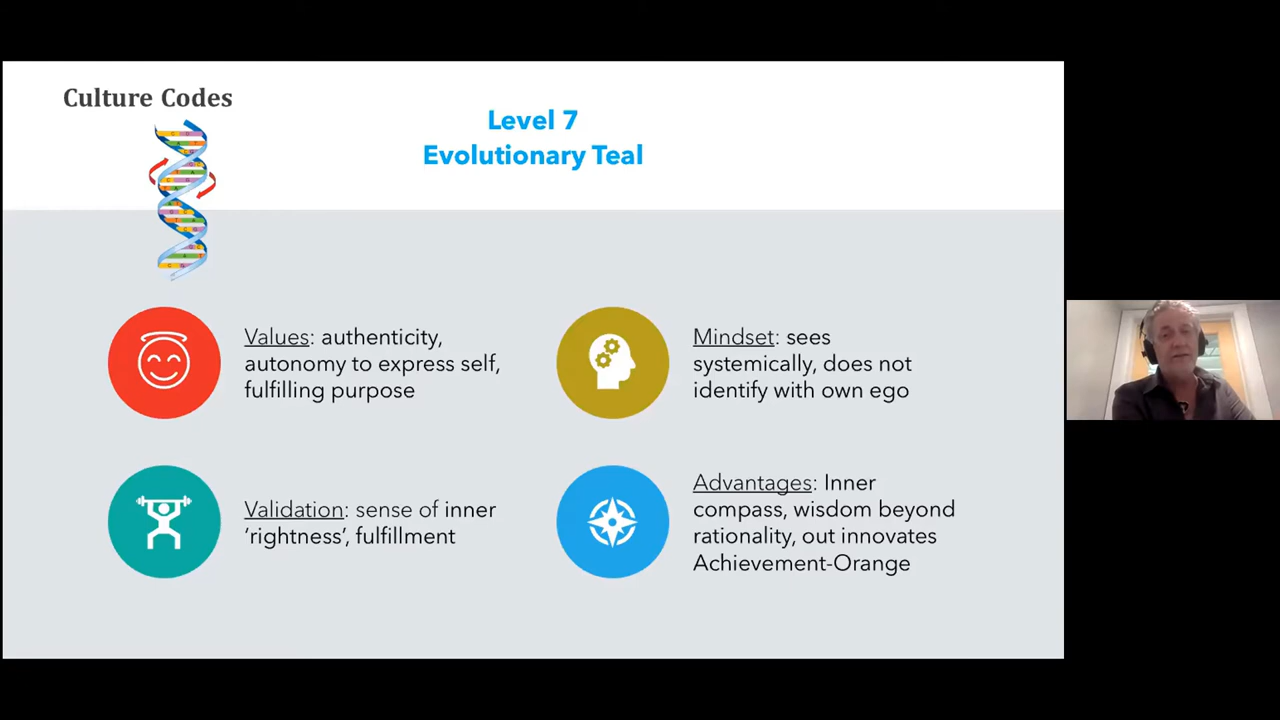 Culture Codes
Level 7
Evolutionary Teal
Values: authenticity,
autonomy to express self,
fulfilling purpose
Mindset: sees
systemically, does not
identify with own ego
Validation: sense of inner
‘rightness’, fulfillment
Advantages: Inner
compass, wisdom beyond
rationality, out innovates
Achievement-Orange